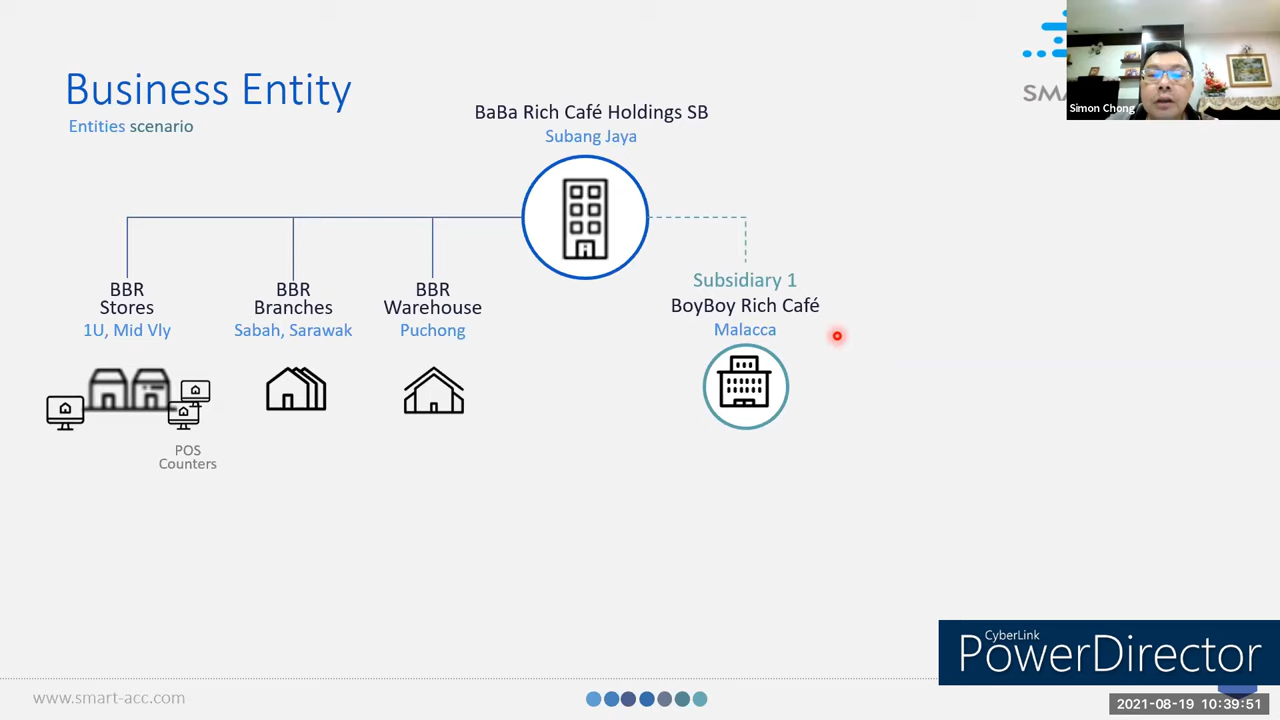 Business Entity
Entities scenario
BaBa Rich Café Holdings SB
Subang Jaya
Simon Chong
BBR
Stores
1U, Mid Vly
BBR
Branches
Sabah, Sarawak
BBR
Warehouse
Puchong
Subsidiary 1
BoyBoy Rich Café
Malacca
POS
Counters
CyberLink
PowerDirector
www.smart-acc.com
2021-08-19 10:39:51